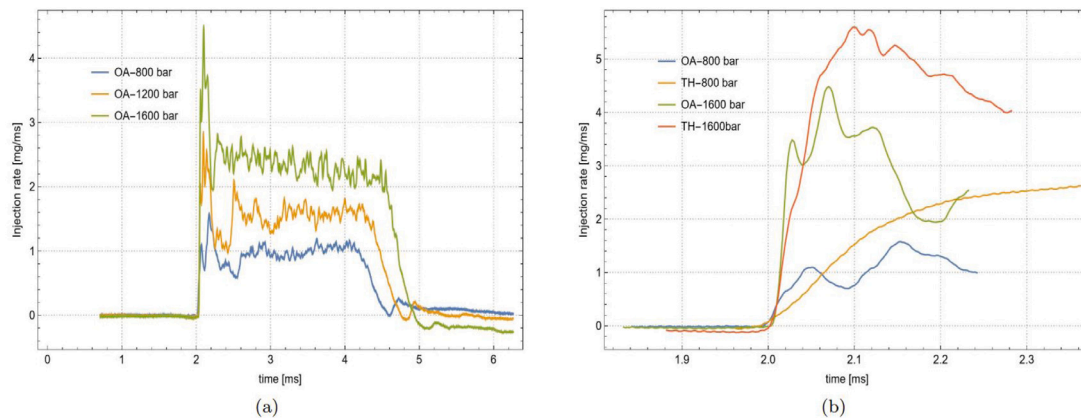 4
3
2
1
0
Injection rate [mg/ms]
OA-800 bar
OA-1200 bar
OA-1600 bar
0
1
2
3
4
5
6
time [ms]
(a)
5
4
3
2
1
0
Injection rate [mg/ms]
OA-800 bar
TH-800 bar
OA-1600 bar
TH-1600bar
1.9
2.0
2.1
2.2
2.3
time [ms]
(b)